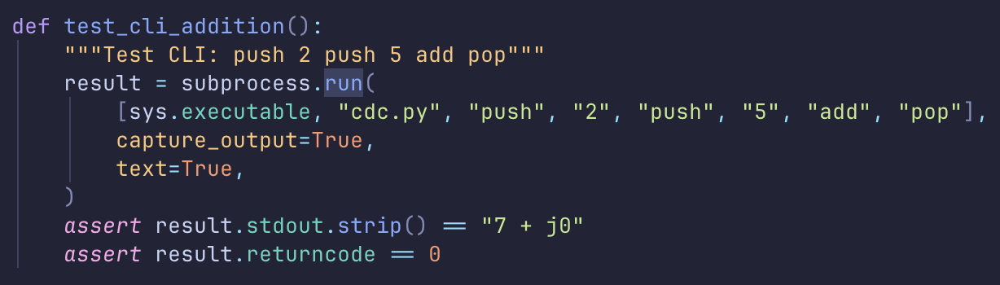 def test_cli_addition():
    """Test CLI: push 2 push 5 add pop"""
    result = subprocess.run(
        [sys.executable, "cdc.py", "push", "2", "push", "5", "add", "pop"],
        capture_output=True,
        text=True,
    )
    assert result.stdout.strip() == "7 + j0"
    assert result.returncode == 0